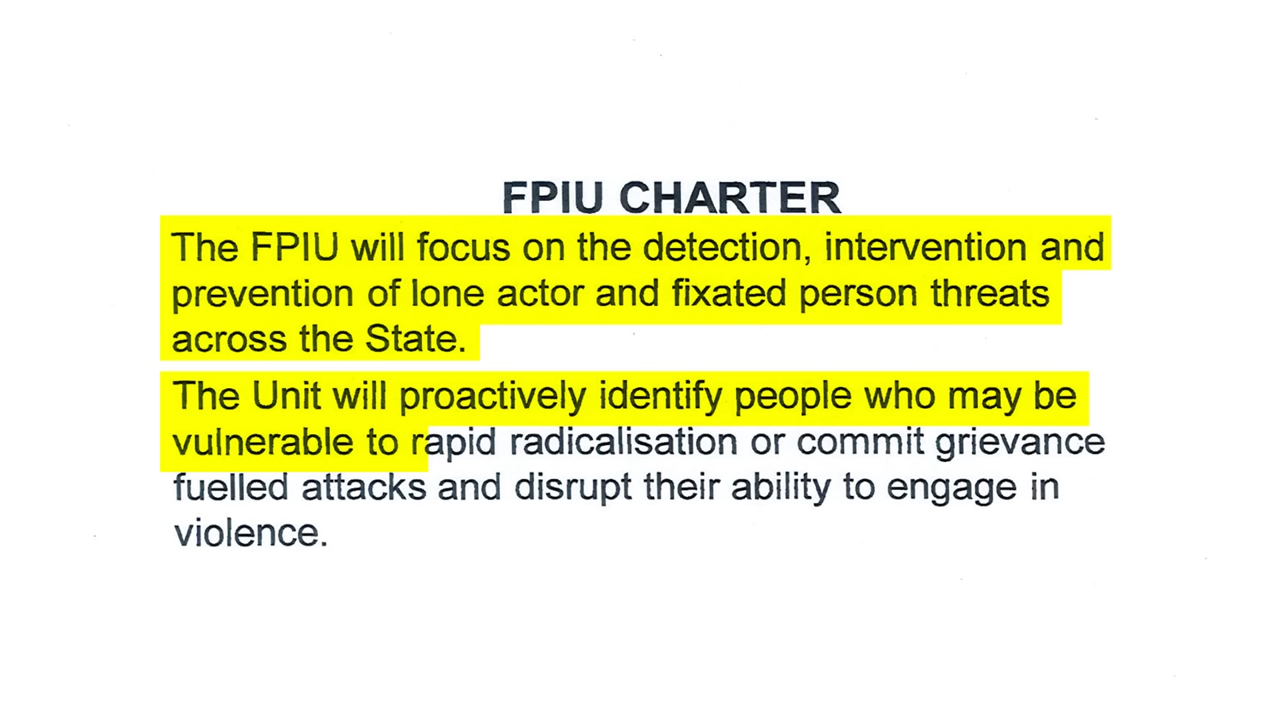 FPIU CHARTER
The FPIU will focus on the detection, intervention and
prevention of lone actor and fixated person threats
across the State.
The Unit will proactively identify people who may be
vulnerable to rapid radicalisation or commit grievance
fuelled attacks and disrupt their ability to engage in
violence.